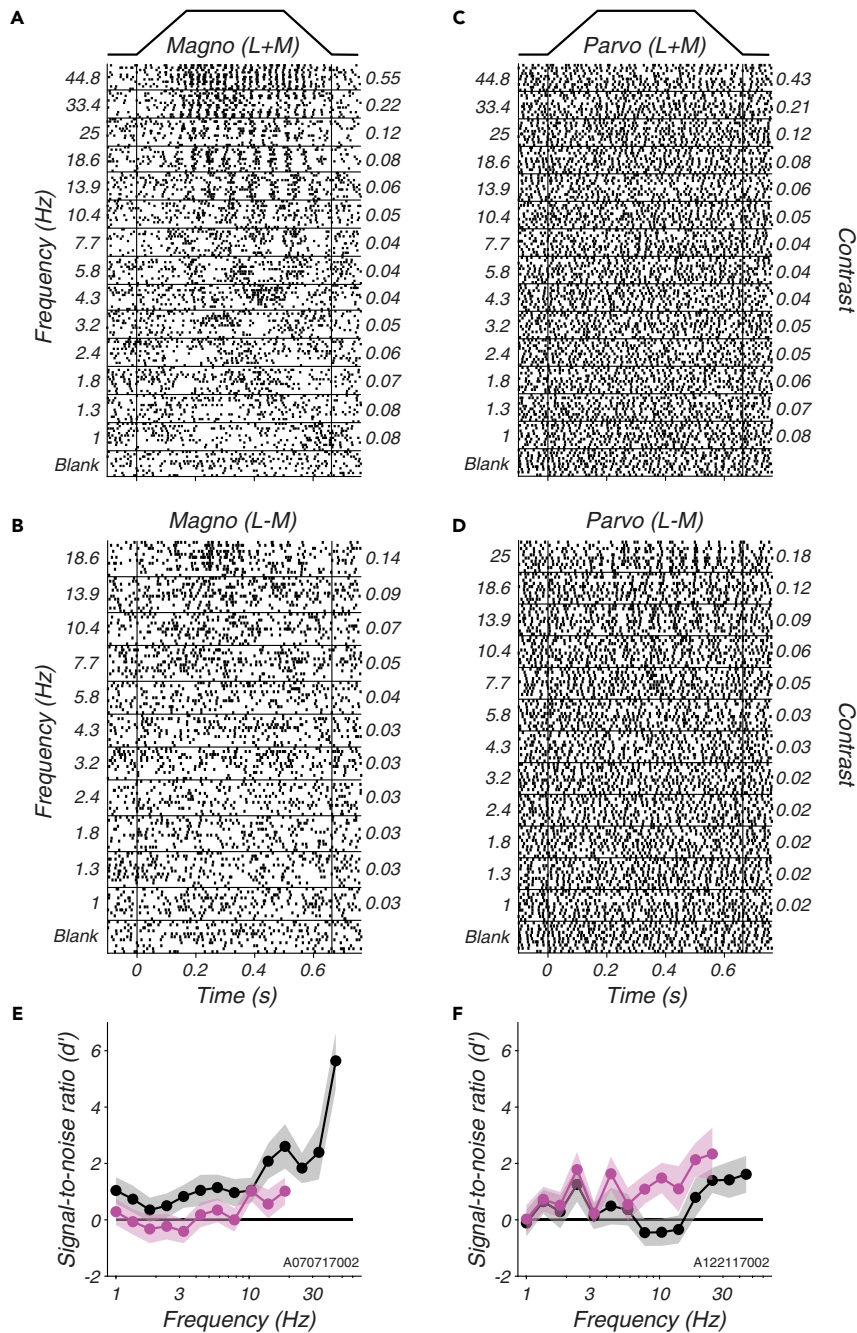 A
Magno (L+M)
Frequency (Hz)
44.8 0.55
33.4 0.22
25 0.12
18.6 0.08
13.9 0.06
10.4 0.05
7.7 0.04
5.8 0.04
4.3 0.04
3.2 0.05
2.4 0.06
1.8 0.07
1.3 0.08
1 0.08
Blank
0 0.2 0.4 0.6
C
Parvo (L+M)
44.8 0.43
33.4 0.21
25 0.12
18.6 0.08
13.9 0.06
10.4 0.05
7.7 0.04
5.8 0.04
4.3 0.04
3.2 0.05
2.4 0.05
1.8 0.06
1.3 0.07
1 0.08
Blank
Contrast
B
Magno (L-M)
Frequency (Hz)
18.6 0.14
13.9 0.09
10.4 0.07
7.7 0.05
5.8 0.04
4.3 0.03
3.2 0.03
2.4 0.03
1.8 0.03
1.3 0.03
1 0.03
Blank
0 0.2 0.4 0.6
Time (s)
D
Parvo (L-M)
25 0.18
18.6 0.12
13.9 0.09
10.4 0.06
7.7 0.05
5.8 0.03
4.3 0.03
3.2 0.02
2.4 0.02
1.8 0.02
1.3 0.02
1 0.02
Blank
Contrast
0 0.2 0.4 0.6
Time (s)
E
Signal-to-noise ratio (d')
6
4
2
0
-2
A070717002
1 3 10 30
Frequency (Hz)
F
Signal-to-noise ratio (d')
6
4
2
0
-2
A122117002
1 3 10 30
Frequency (Hz)